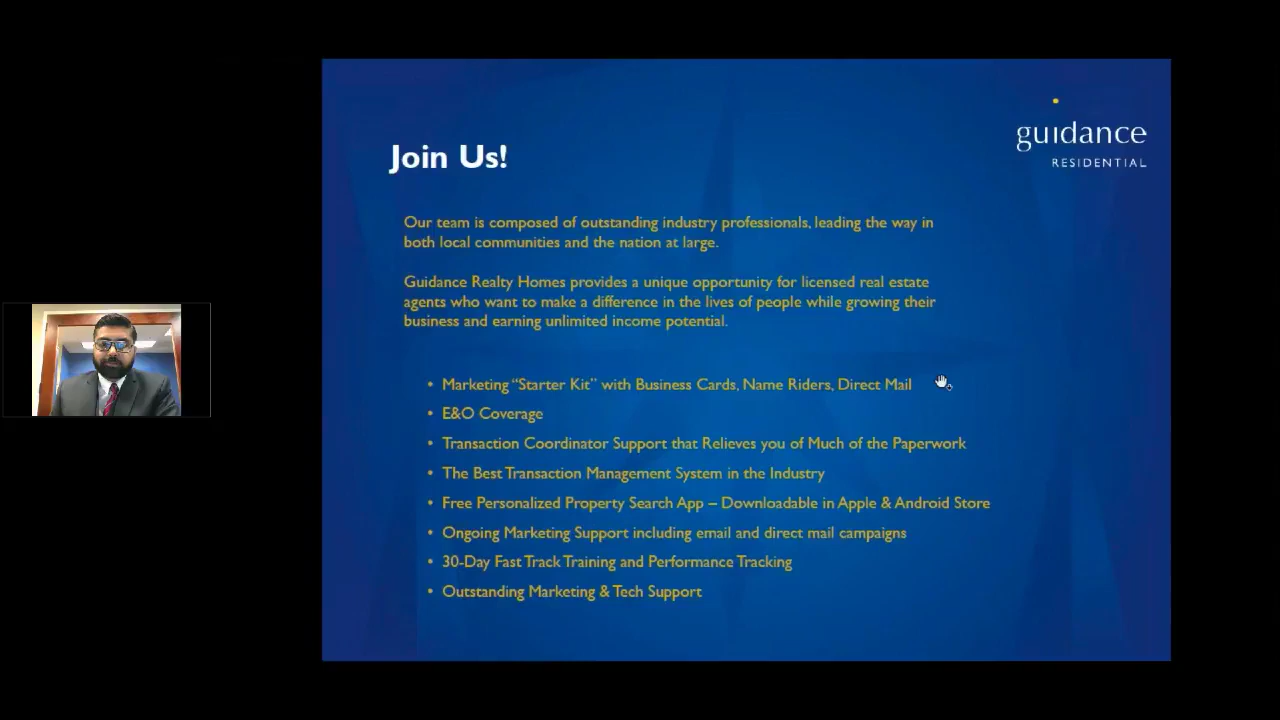 guidance
RESIDENTIAL
Join Us!
Our team is composed of outstanding industry professionals, leading the way in
both local communities and the nation at large.
Guidance Realty Homes provides a unique opportunity for licensed real estate
agents who want to make a difference in the lives of people while growing their
business and earning unlimited income potential.
• Marketing “Starter Kit” with Business Cards, Name Riders, Direct Mail
• E&O Coverage
• Transaction Coordinator Support that Relieves you of Much of the Paperwork
• The Best Transaction Management System in the Industry
• Free Personalized Property Search App – Downloadable in Apple & Android Store
• Ongoing Marketing Support including email and direct mail campaigns
• 30-Day Fast Track Training and Performance Tracking
• Outstanding Marketing & Tech Support